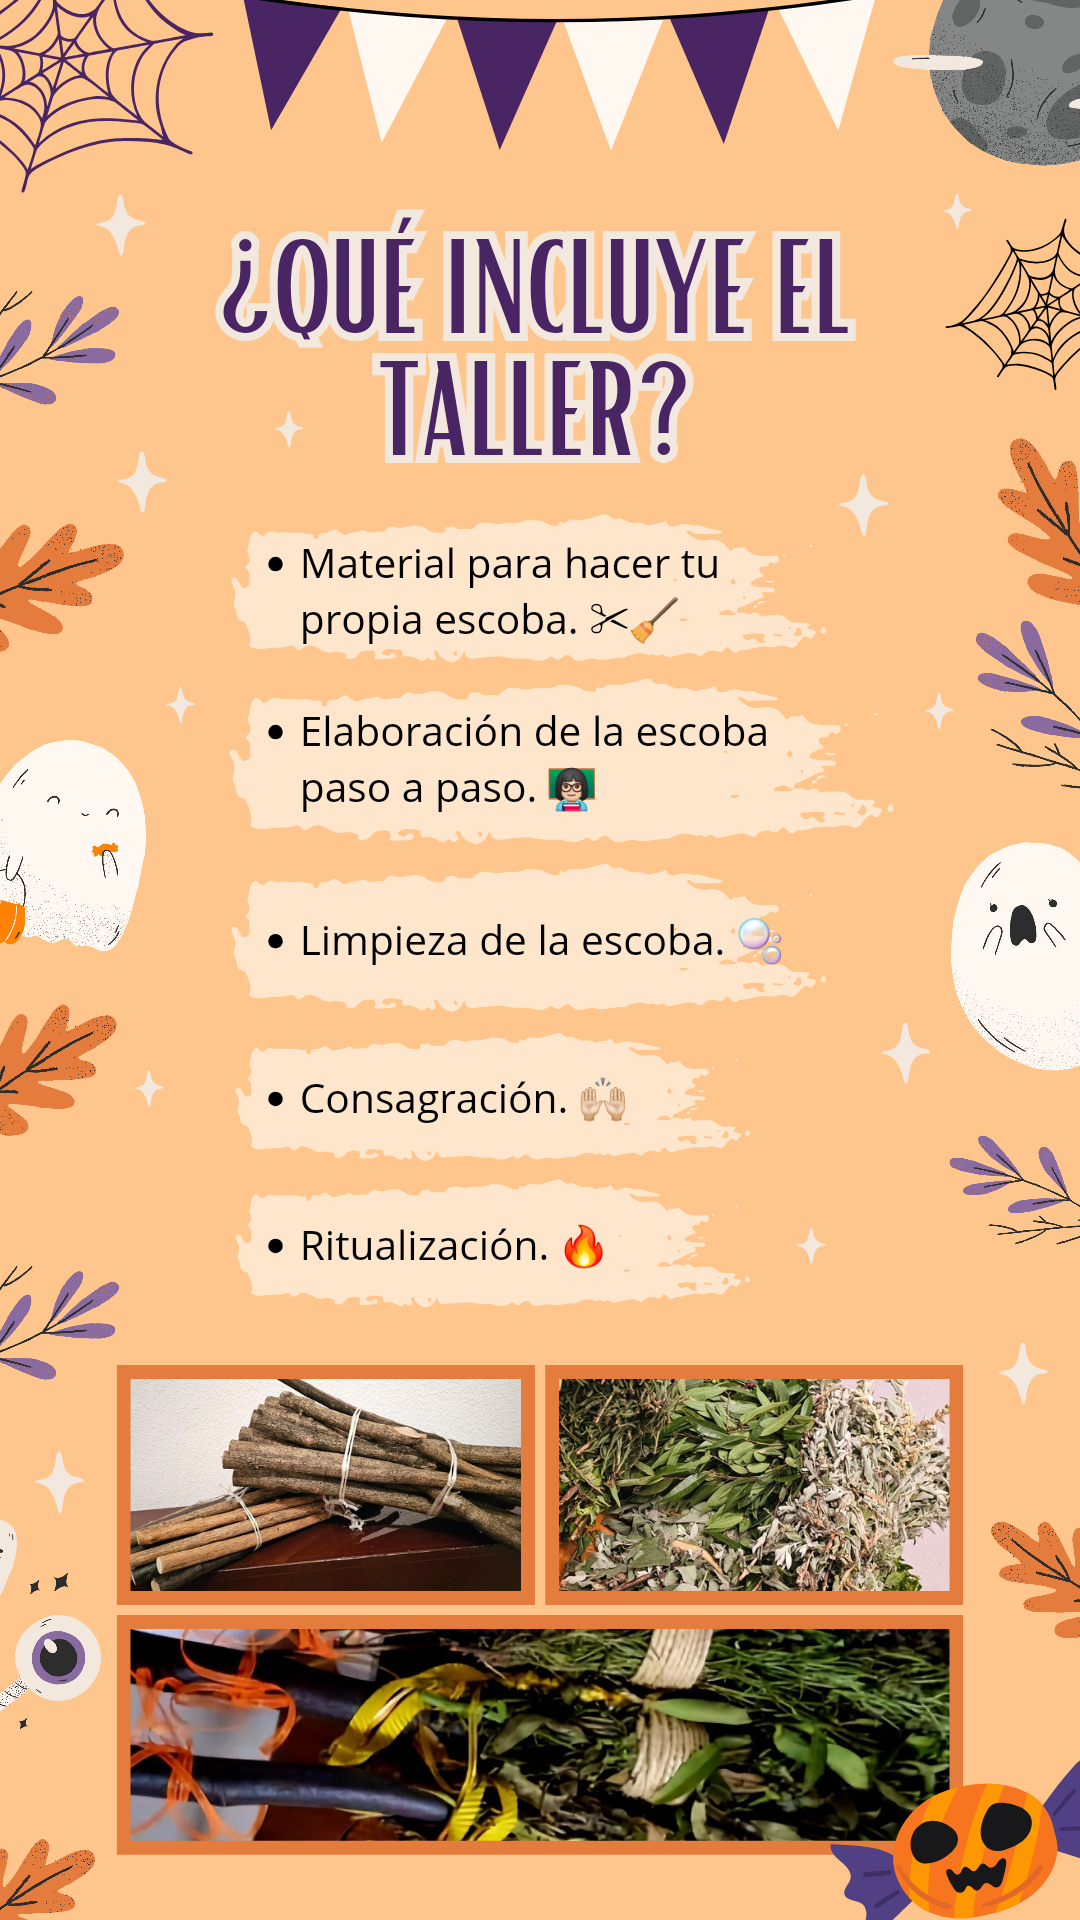 ¿QUÉ INCLUYE EL
TALLER?
• Material para hacer tu
propia escoba. ✂🧹
• Elaboración de la escoba
paso a paso. 👩🏻‍🏫
• Limpieza de la escoba. 🫧
• Consagración. 🙌🏻
• Ritualización. 🔥